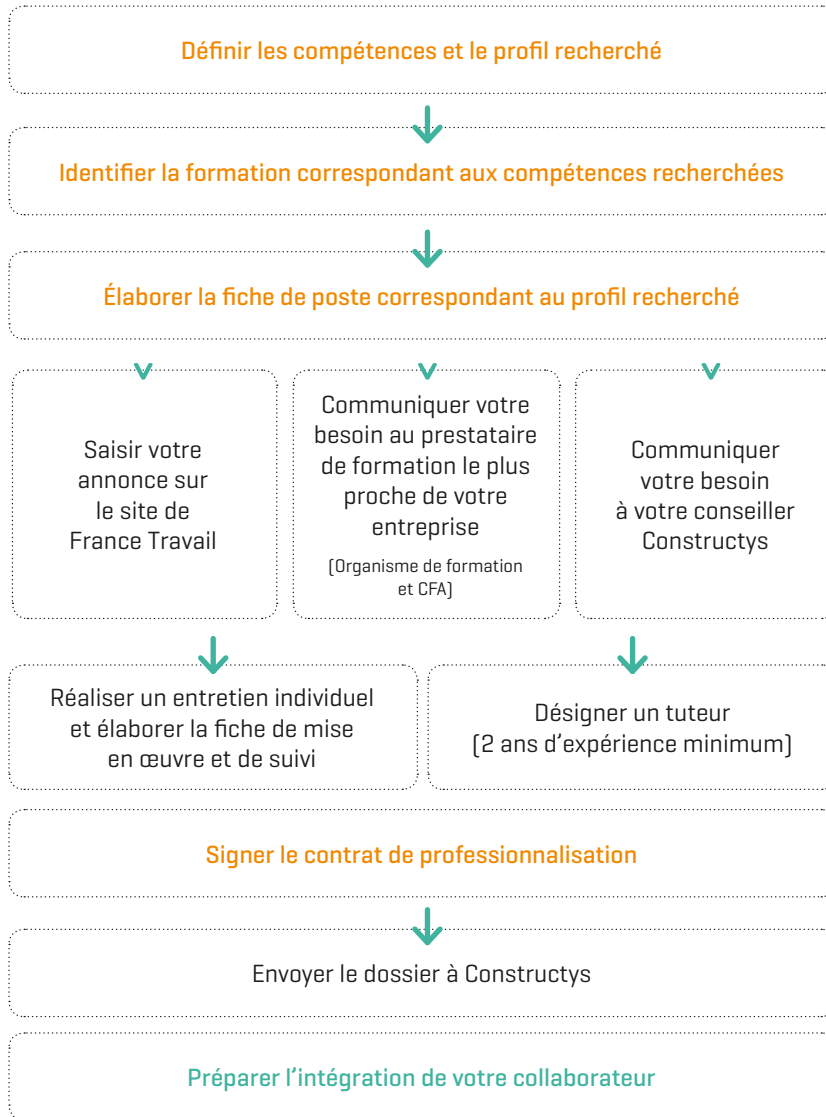 Définir les compétences et le profil recherché
Identifier la formation correspondant aux compétences recherchées
Élaborer la fiche de poste correspondant au profil recherché
Saisir votre
annonce sur
le site de
France Travail
Communiquer votre
besoin au prestataire
de formation le plus
proche de votre
entreprise
(Organisme de formation
et CFA)
Communiquer
votre besoin
à votre conseiller
Constructys
Réaliser un entretien individuel
et élaborer la fiche de mise
en œuvre et de suivi
Désigner un tuteur
(2 ans d'expérience minimum)
Signer le contrat de professionnalisation
Envoyer le dossier à Constructys
Préparer l'intégration de votre collaborateur